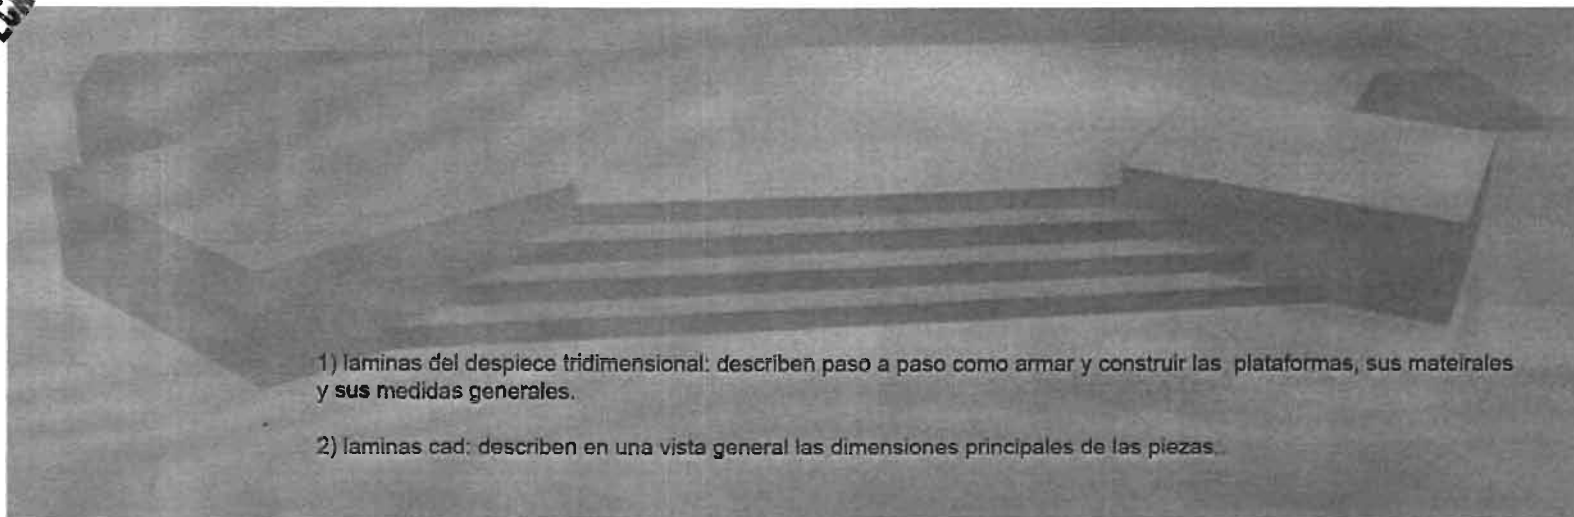 1) laminas del despiece tridimensional: describen paso a paso como armar y construir las plataformas, sus mateirales
y sus medidas generales.
2) laminas cad: describen en una vista general las dimensiones principales de las piezas.